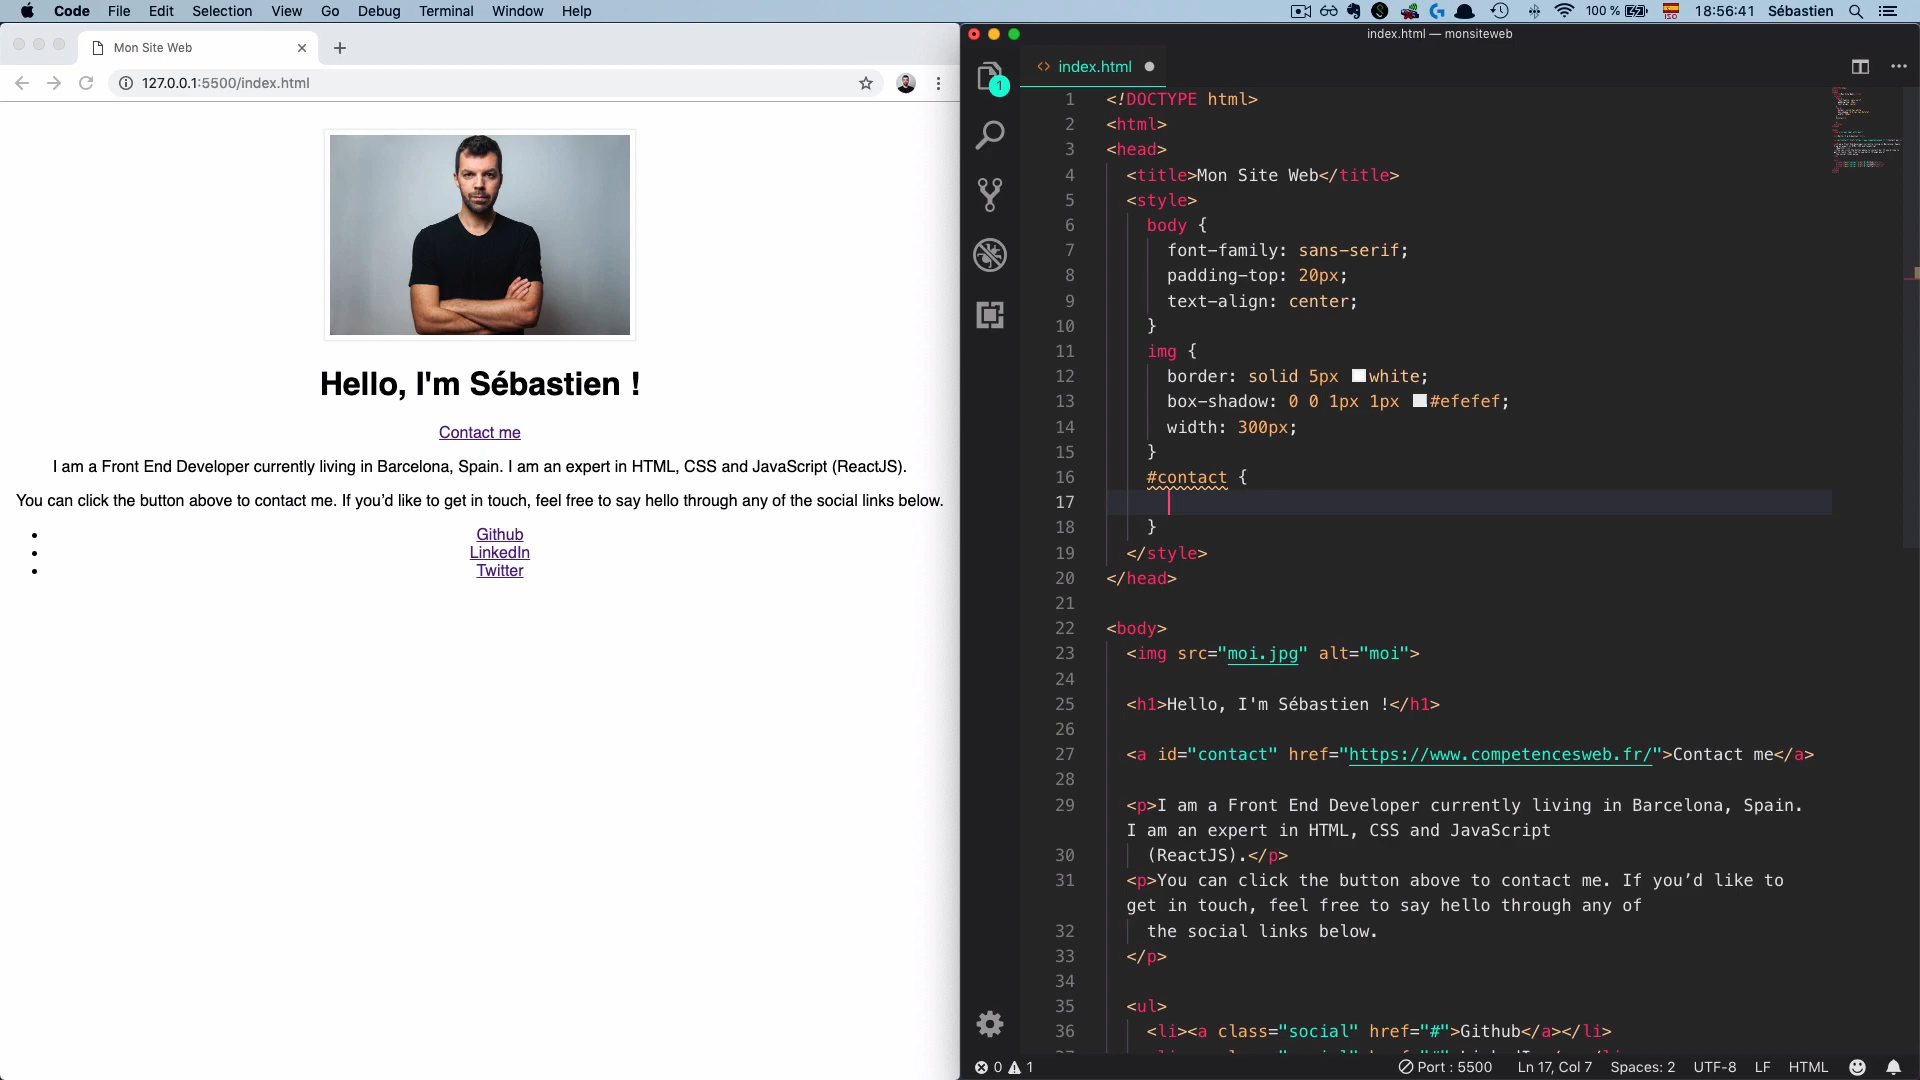 Code File Edit Selection View Go Debug Terminal Window Help
100 % ISO 18:56:41 Sébastien
Mon Site Web
127.0.0.1:5500/index.html
Hello, I'm Sébastien !
Contact me
I am a Front End Developer currently living in Barcelona, Spain. I am an expert in HTML, CSS and JavaScript (ReactJS).
You can click the button above to contact me. If you’d like to get in touch, feel free to say hello through any of the social links below.
Github
LinkedIn
Twitter
index.html — monsiteweb
1
index.html
1 <!DOCTYPE html>
2 <html>
3 <head>
4 <title>Mon Site Web</title>
5 <style>
6 body {
7 font-family: sans-serif;
8 padding-top: 20px;
9 text-align: center;
10 }
11 img {
12 border: solid 5px white;
13 box-shadow: 0 0 1px 1px #efefef;
14 width: 300px;
15 }
16 #contact {
17
18 }
19 </style>
20 </head>
21
22 <body>
23 <img src="moi.jpg" alt="moi">
24
25 <h1>Hello, I'm Sébastien !</h1>
26
27 <a id="contact" href="https://www.competencesweb.fr/">Contact me</a>
28
29 <p>I am a Front End Developer currently living in Barcelona, Spain.
I am an expert in HTML, CSS and JavaScript
30 (ReactJS).</p>
31 <p>You can click the button above to contact me. If you’d like to
get in touch, feel free to say hello through any of
32 the social links below.
33 </p>
34
35 <ul>
36 <li><a class="social" href="#">Github</a></li>
0 1 Port : 5500 Ln 17, Col 7 Spaces: 2 UTF-8 LF HTML